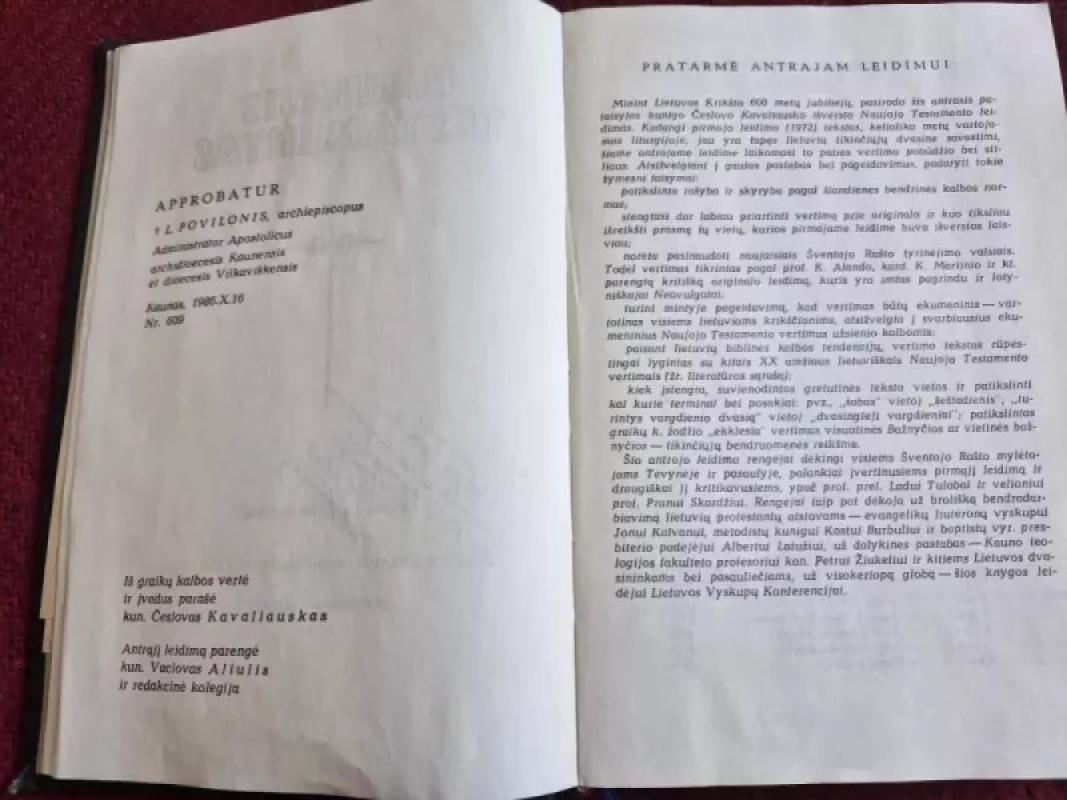 APPROBATUR
† L. POVILONIS, archiepiscopus
Administrator Apostolicus
archidioecesis Kaunensis
et dioecesis Vilkaviškensis
Kaunas, 1986.X.16
Nr. 609
Iš graikų kalbos vertė
ir įvadus parašė
kun. Česlovas Kavaliauskas
Antrąjį leidimą parengė
kun. Vaclovas Aliulis
ir redakcinė kolegija
PRATARMĖ ANTRAJAM LEIDIMUI
Minint Lietuvos Krikšto 600 metų jubiliejų, pasirodo šis antrasis pa-
taisytas kunigo Česlovo Kavaliausko išversto Naujojo Testamento lei-
dimas. Kadangi pirmojo leidimo (1972) tekstas, keliolika metų vartoja-
mas liturgijoje, jau yra tapęs lietuvių tikinčiųjų dvasine savastimi,
šiame antrajame leidime laikomasi to paties vertimo pobūdžio bei sti-
liaus. Atsižvelgiant į gautas pastabas bei pageidavimus, padaryti tokie
žymesni taisymai:
patikslinta rašyba ir skyryba pagal šiandienes bendrinės kalbos nor-
mas;
stengtasi dar labiau priartinti vertimą prie originalo ir kuo tiksliau
išreikšti prasmę tų vietų, kurios pirmojame leidime buvo išverstos lais-
viau;
norėta pasinaudoti naujaisiais Šventojo Rašto tyrinėjimo vaisiais.
Todėl vertimas tikrintas pagal prof. K. Alando, kard. K. Martinio ir kt.
parengtą kritišką originalo leidimą, kuris yra imtas pagrindu ir loty-
niškajai Neovulgatai;
turint mintyje pageidavimą, kad vertimas būtų ekumeninis — var-
totinas visiems lietuviams krikščionims, atsižvelgta į svarbiausius eku-
meninius Naujojo Testamento vertimus užsienio kalbomis;
paisant lietuvių biblinės kalbos tendencijų, vertimo tekstas rūpes-
tingai lygintas su kitais XX amžiaus lietuviškais Naujojo Testamento
vertimais (žr. literatūros sąrašą);
kiek įstengta, suvienodintos gretutinės teksto vietos ir patikslinti
kai kurie terminai bei posakiai: pvz., „šabas" vietoj „šeštadienis", „tu-
rintys vargdienio dvasią" vietoj „dvasingieji vargdieniai"; patikslintas
graikų k. žodžio „ekklesia" vertimas visuotinės Bažnyčios ar vietinės baž-
nyčios — tikinčiųjų bendruomenės reikšme.
Šio antrojo leidimo rengėjai dėkingi visiems Šventojo Rašto mylėto-
jams Tėvynėje ir pasaulyje, palankiai įvertinusiems pirmąjį leidimą ir
draugiškai jį kritikavusiems, ypač prof. prel. Ladui Tulabai ir velioniui
prof. Pranui Skardžiui. Rengėjai taip pat dėkoja už brolišką bendradar-
biavimą lietuvių protestantų atstovams — evangelikų liuteronų vyskupui
Jonui Kalvanui, metodistų kunigui Kostui Burbuliui ir baptistų vyr. pres-
biterio padėjėjui Albertui Latužiui, už dalykines pastabas — Kauno teo-
logijos fakulteto profesoriui kan. Petrui Žiukeliui ir kitiems Lietuvos dva-
sininkams bei pasauliečiams, už visokeriopą globą — šios knygos lei-
dėjui Lietuvos Vyskupų Konferencijai.